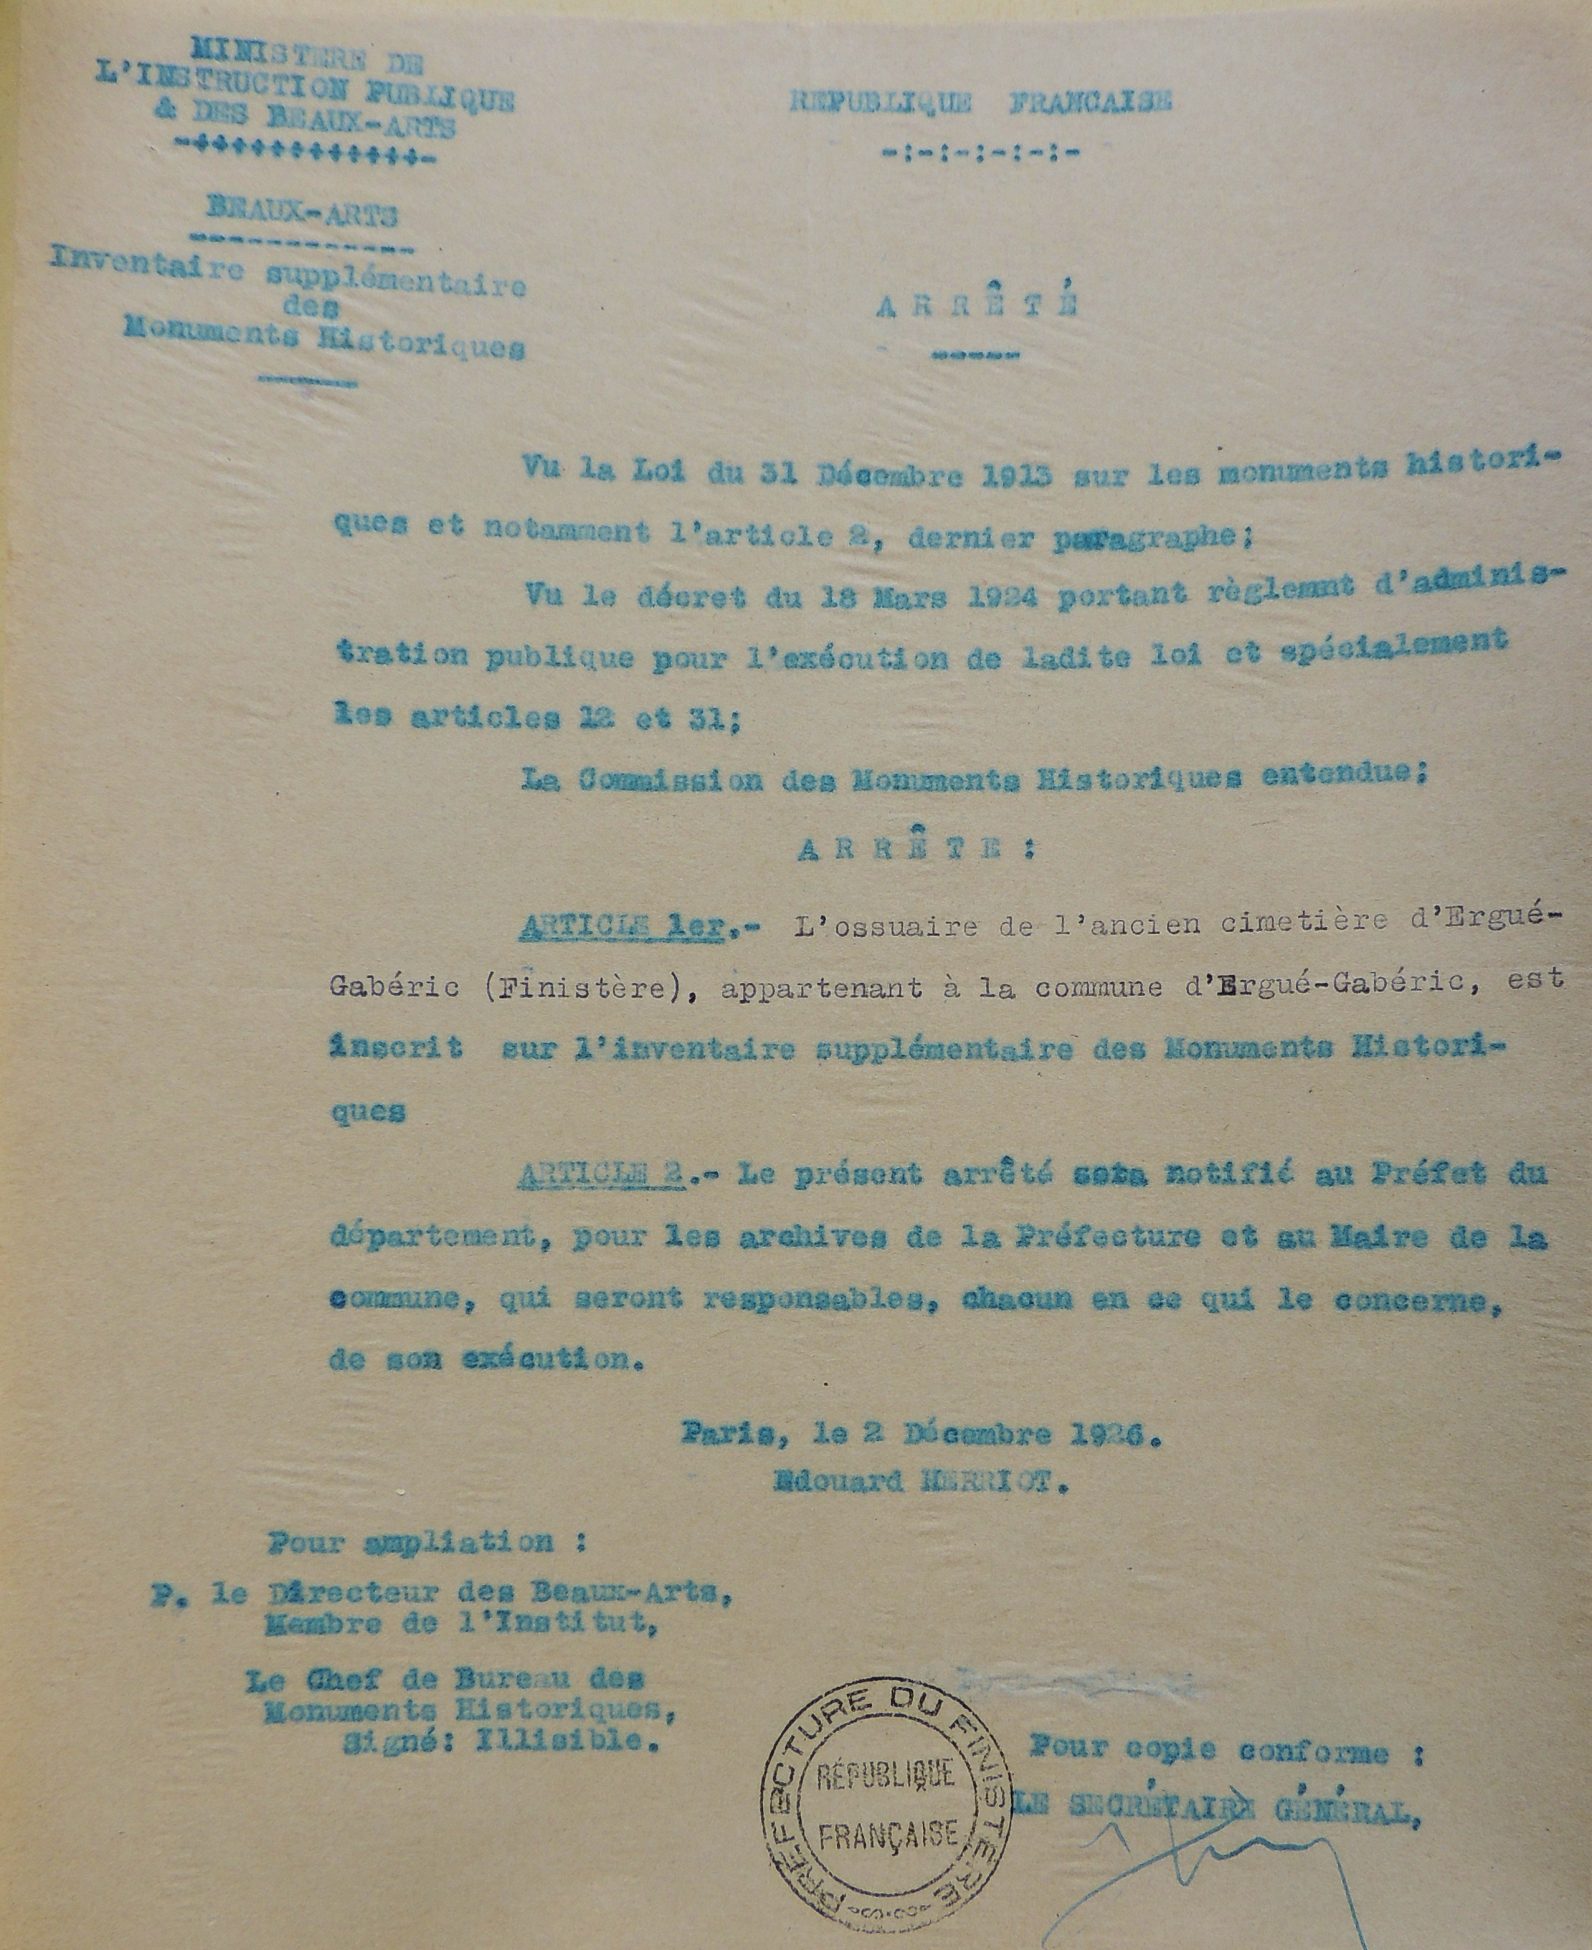 MINISTERE DE
L'INSTRUCTION PUBLIQUE
& DES BEAUX-ARTS
-++++++++++++-
BEAUX-ARTS
------------
Inventaire supplémentaire
des
Monuments Historiques
REPUBLIQUE FRANCAISE
-:-:-:-:-:-
ARRÊTÉ
-----
Vu la Loi du 31 Décembre 1913 sur les monuments histori-
ques et notamment l'article 2, dernier paragraphe;
Vu le décret du 18 Mars 1924 portant règlemnt d'adminis-
tration publique pour l'exécution de ladite loi et spécialement
les articles 12 et 31;
La Commission des Monuments Historiques entendue;
ARRÊTE :
ARTICLE 1er.- L'ossuaire de l'ancien cimetière d'Ergué-
Gabéric (Finistère), appartenant à la commune d'Ergué-Gabéric, est
inscrit sur l'inventaire supplémentaire des Monuments Histori-
ques
ARTICLE 2.- Le présent arrêté sera notifié au Préfet du
département, pour les archives de la Préfecture et au Maire de la
commune, qui seront responsables, chacun en ce qui le concerne,
de son exécution.
Paris, le 2 Décembre 1926.
Edouard HERRIOT.
Pour ampliation :
P. le Directeur des Beaux-Arts,
Membre de l'Institut,
Le Chef de Bureau des
Monuments Historiques,
Signé: Illisible.
PREFECTURE DU FINISTERE
RÉPUBLIQUE
FRANÇAISE
Pour copie conforme :
LE SECRÉTAIRE GÉNÉRAL,